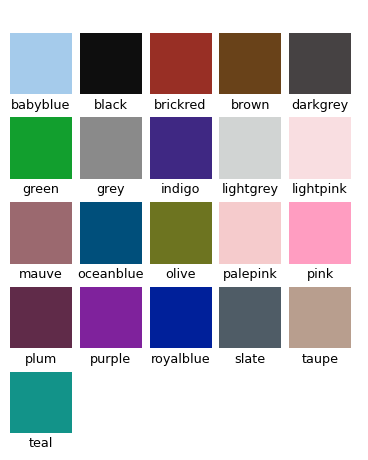 babyblue black brickred brown darkgrey
green grey indigo lightgrey lightpink
mauve oceanblue olive palepink pink
plum purple royalblue slate taupe
teal